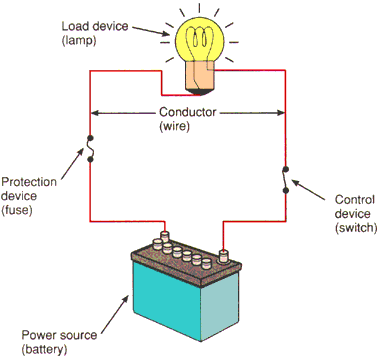 Load device
(lamp)
Conductor
(wire)
Protection
device
(fuse)
Control
device
(switch)
Power source
(battery)